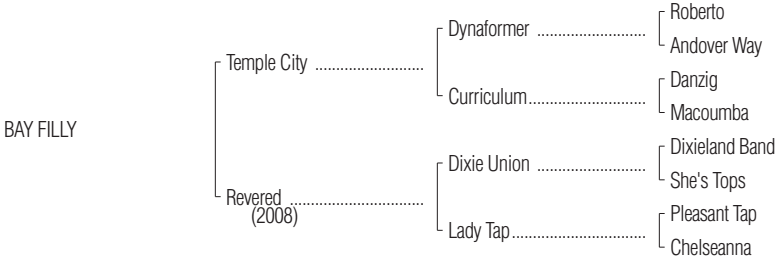 Roberto
Dynaformer ..........................
Andover Way
Temple City ..........................
Danzig
Curriculum............................
Macoumba
BAY FILLY
Dixieland Band
Dixie Union ..........................
She's Tops
Revered ................................
(2008)
Pleasant Tap
Lady Tap................................
Chelseanna